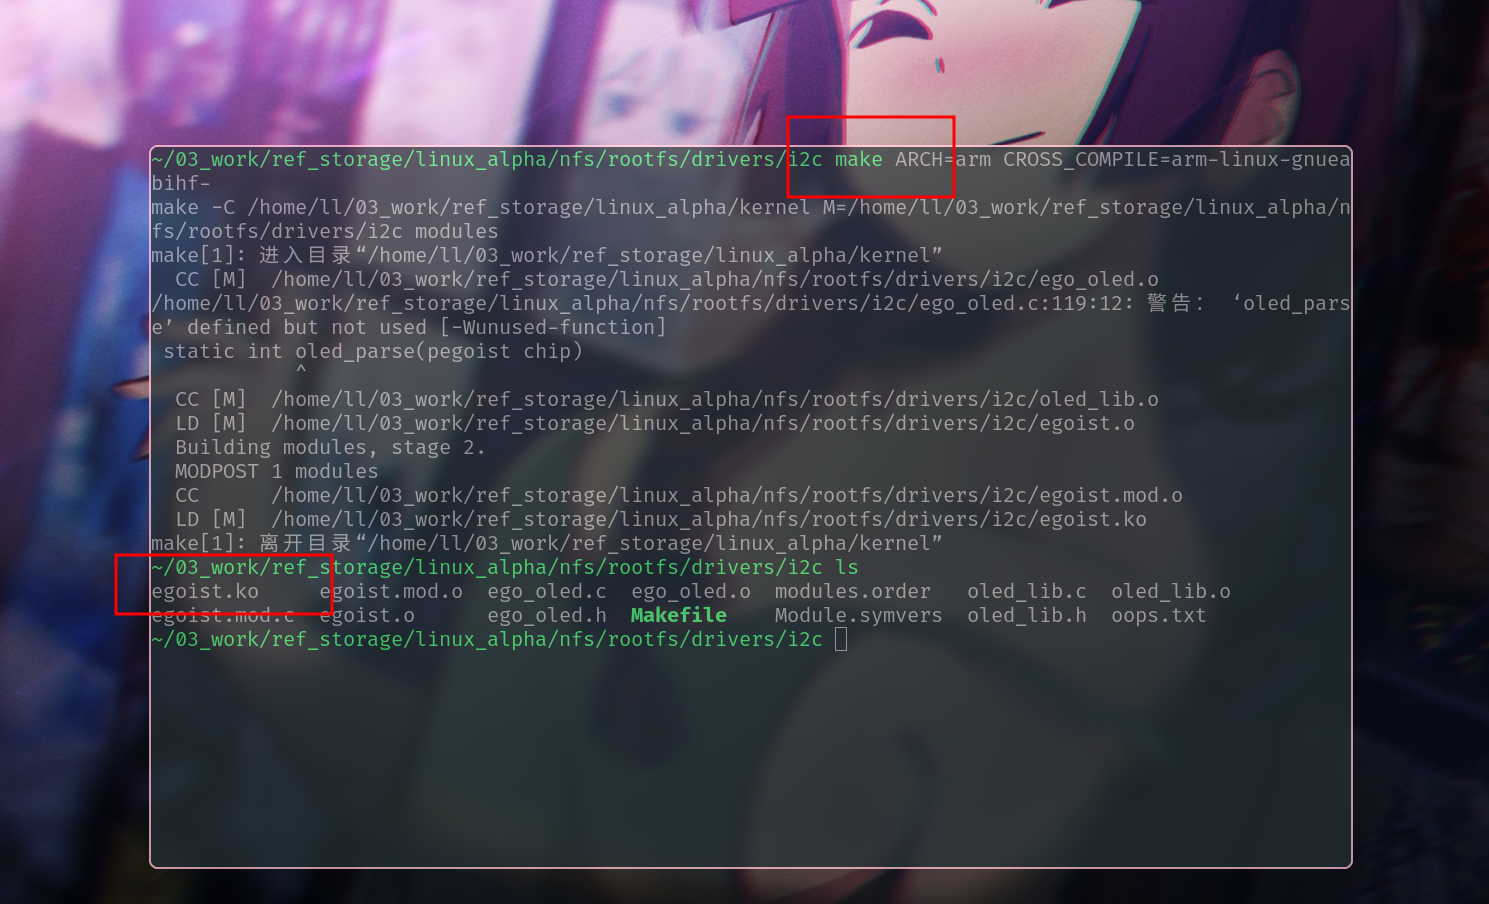 ~/03_work/ref_storage/linux_alpha/nfs/rootfs/drivers/i2c make ARCH=arm CROSS_COMPILE=arm-linux-gnuea
bihf-
make -C /home/ll/03_work/ref_storage/linux_alpha/kernel M=/home/ll/03_work/ref_storage/linux_alpha/n
fs/rootfs/drivers/i2c modules
make[1]: 进入目录“/home/ll/03_work/ref_storage/linux_alpha/kernel”
  CC [M]  /home/ll/03_work/ref_storage/linux_alpha/nfs/rootfs/drivers/i2c/ego_oled.o
/home/ll/03_work/ref_storage/linux_alpha/nfs/rootfs/drivers/i2c/ego_oled.c:119:12: 警告： ‘oled_pars
e’ defined but not used [-Wunused-function]
 static int oled_parse(pegoist chip)
            ^
  CC [M]  /home/ll/03_work/ref_storage/linux_alpha/nfs/rootfs/drivers/i2c/oled_lib.o
  LD [M]  /home/ll/03_work/ref_storage/linux_alpha/nfs/rootfs/drivers/i2c/egoist.o
  Building modules, stage 2.
  MODPOST 1 modules
  CC      /home/ll/03_work/ref_storage/linux_alpha/nfs/rootfs/drivers/i2c/egoist.mod.o
  LD [M]  /home/ll/03_work/ref_storage/linux_alpha/nfs/rootfs/drivers/i2c/egoist.ko
make[1]: 离开目录“/home/ll/03_work/ref_storage/linux_alpha/kernel”
~/03_work/ref_storage/linux_alpha/nfs/rootfs/drivers/i2c ls
egoist.ko     egoist.mod.o  ego_oled.c  ego_oled.o  modules.order   oled_lib.c  oled_lib.o
egoist.mod.c  egoist.o      ego_oled.h  Makefile    Module.symvers  oled_lib.h  oops.txt
~/03_work/ref_storage/linux_alpha/nfs/rootfs/drivers/i2c